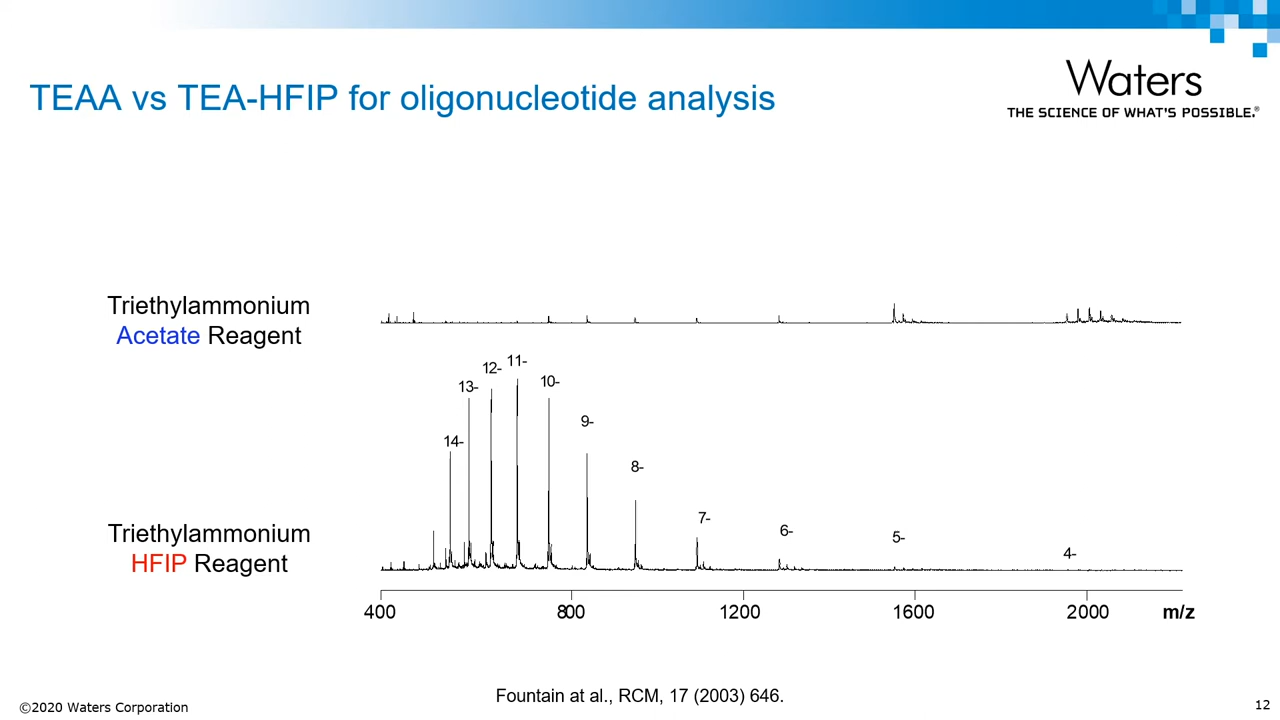 Waters
THE SCIENCE OF WHAT'S POSSIBLE.®
TEAA vs TEA-HFIP for oligonucleotide analysis
Triethylammonium
Acetate Reagent
14-
13-
12-
11-
10-
9-
8-
7-
6-
5-
4-
Triethylammonium
HFIP Reagent
400 800 1200 1600 2000 m/z
Fountain at al., RCM, 17 (2003) 646.
©2020 Waters Corporation
12